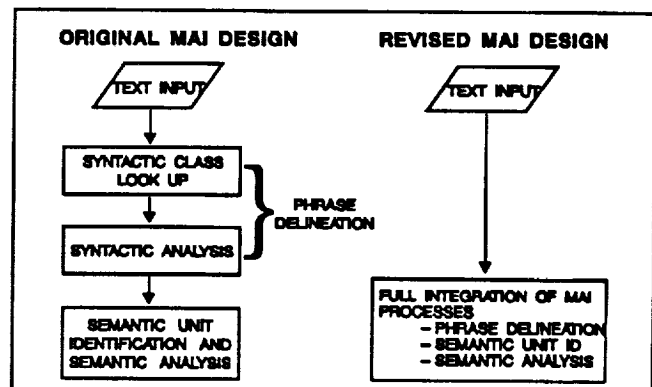 ORIGINAL MAI DESIGN
TEXT INPUT
SYNTACTIC CLASS
LOOK UP
SYNTACTIC ANALYSIS
PHRASE
DELINEATION
SEMANTIC UNIT
IDENTIFICATION AND
SEMANTIC ANALYSIS
REVISED MAI DESIGN
TEXT INPUT
FULL INTEGRATION OF MAI
PROCESSES
– PHRASE DELINEATION
– SEMANTIC UNIT ID
– SEMANTIC ANALYSIS